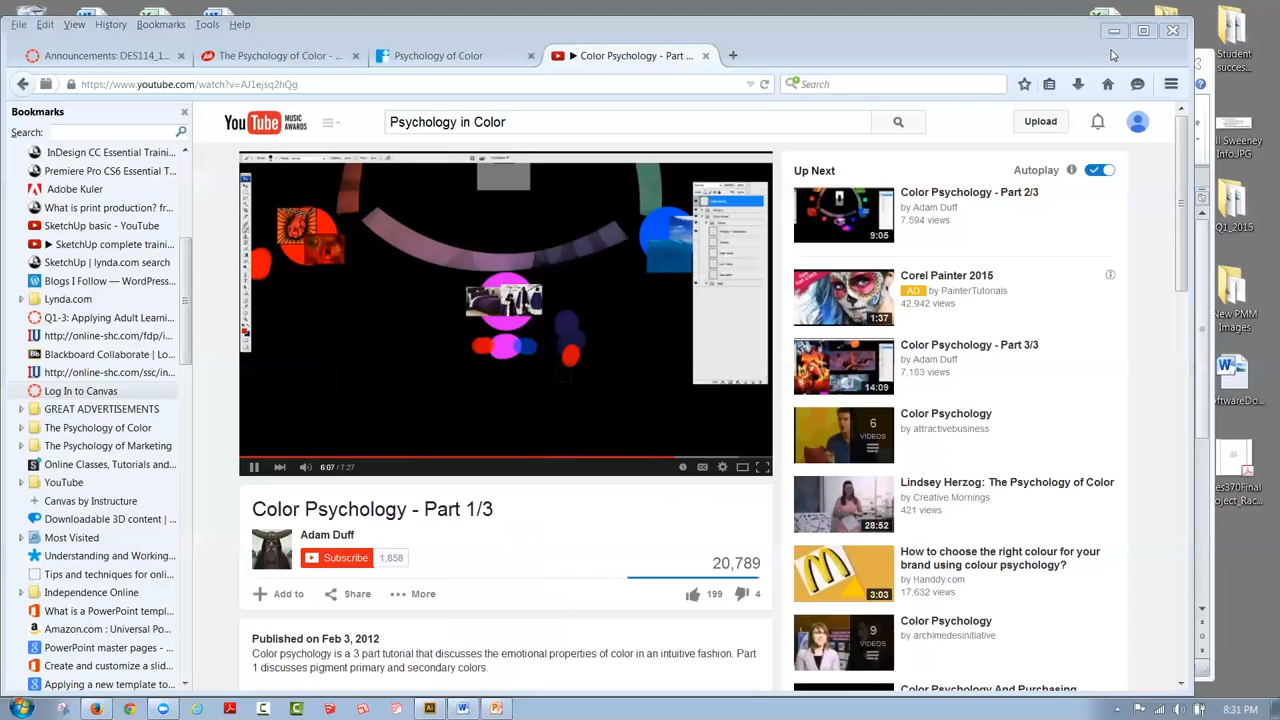 File Edit View History Bookmarks Tools Help
Announcements: DES114_1... × The Psychology of Color - ... × Psychology of Color × ▶ Color Psychology - Part ... × +
https://www.youtube.com/watch?v=AJ1ejsq2hQg Search
Bookmarks ×
Search:
InDesign CC Essential Traini...
Premiere Pro CS6 Essential T...
Adobe Kuler
What is print production? fr...
SketchUp basic - YouTube
▶ SketchUp complete traini...
SketchUp | lynda.com search
Blogs I Follow — WordPress...
Lynda.com
Q1-3: Applying Adult Learni...
http://online-shc.com/fdp/i...
Blackboard Collaborate | Lo...
http://online-shc.com/ssc/in...
Log In to Canvas
GREAT ADVERTISEMENTS
The Psychology of Color
The Psychology of Marketing
Online Classes, Tutorials and...
YouTube
Canvas by Instructure
Downloadable 3D content | ...
Most Visited
Understanding and Working...
Tips and techniques for onli...
Independence Online
What is a PowerPoint templ...
Amazon.com : Universal Po...
PowerPoint master pages ...
Create and customize a slid...
Applying a new template to...
YouTube MUSIC AWARDS
Psychology in Color
Upload
6:07 / 7:27
Color Psychology - Part 1/3
Adam Duff
Subscribe 1,858
20,789
Add to Share More 199 4
Published on Feb 3, 2012
Color psychology is a 3 part tutorial that discusses the emotional properties of color in an intuitive fashion. Part
1 discusses pigment primary and secondary colors.
Up Next Autoplay
Color Psychology - Part 2/3
by Adam Duff
7,594 views
9:05
Corel Painter 2015
AD by PainterTutorials
42,942 views
1:37
Color Psychology - Part 3/3
by Adam Duff
7,183 views
14:09
Color Psychology
by attractivebusiness
6
VIDEOS
Lindsey Herzog: The Psychology of Color
by Creative Mornings
421 views
28:52
How to choose the right colour for your
brand using colour psychology?
by Handdy.com
17,632 views
3:03
Color Psychology
by archimedesinitiative
9
VIDEOS
Color Psychology And Purchasing
Student
succes...
Sweeney
Info.JPG
Q1_2015
New PMM
Images
8:31 PM